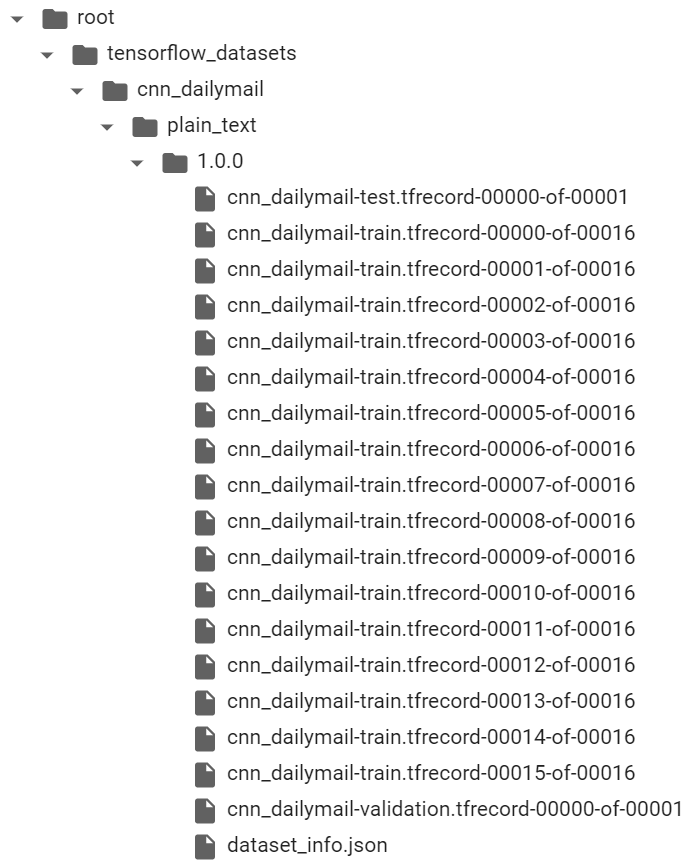 root
tensorflow_datasets
cnn_dailymail
plain_text
1.0.0
cnn_dailymail-test.tfrecord-00000-of-00001
cnn_dailymail-train.tfrecord-00000-of-00016
cnn_dailymail-train.tfrecord-00001-of-00016
cnn_dailymail-train.tfrecord-00002-of-00016
cnn_dailymail-train.tfrecord-00003-of-00016
cnn_dailymail-train.tfrecord-00004-of-00016
cnn_dailymail-train.tfrecord-00005-of-00016
cnn_dailymail-train.tfrecord-00006-of-00016
cnn_dailymail-train.tfrecord-00007-of-00016
cnn_dailymail-train.tfrecord-00008-of-00016
cnn_dailymail-train.tfrecord-00009-of-00016
cnn_dailymail-train.tfrecord-00010-of-00016
cnn_dailymail-train.tfrecord-00011-of-00016
cnn_dailymail-train.tfrecord-00012-of-00016
cnn_dailymail-train.tfrecord-00013-of-00016
cnn_dailymail-train.tfrecord-00014-of-00016
cnn_dailymail-train.tfrecord-00015-of-00016
cnn_dailymail-validation.tfrecord-00000-of-00001
dataset_info.json